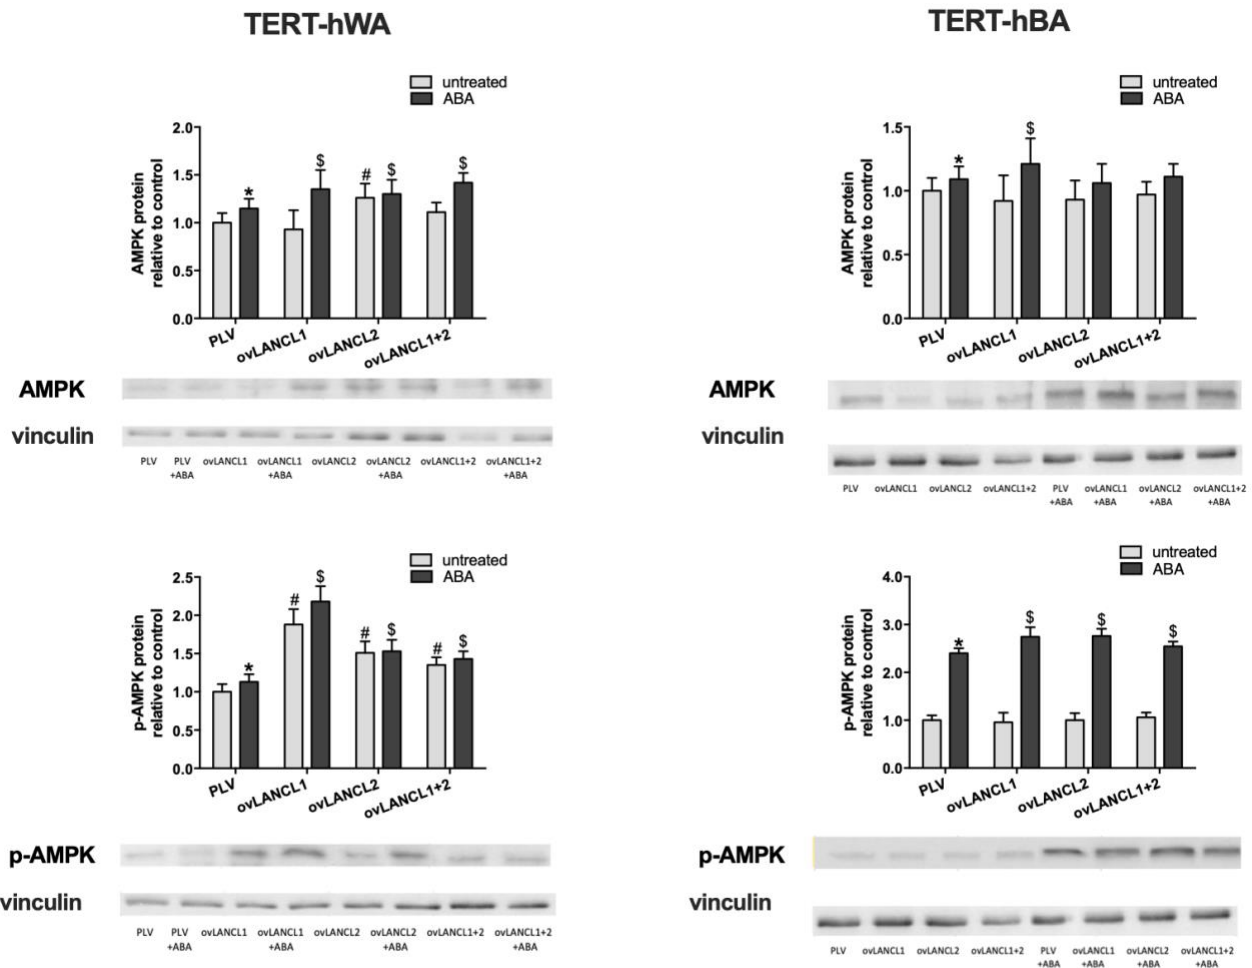 TERT-hWA
untreated
ABA
AMPK protein
relative to control
2.0
1.5
1.0
0.5
0.0
* $ # $ $
PLV ovLANCL1 ovLANCL2 ovLANCL1+2
AMPK
vinculin
PLV PLV ovLANCL1 ovLANCL1 ovLANCL2 ovLANCL2 ovLANCL1+2 ovLANCL1+2
+ABA +ABA +ABA +ABA
untreated
ABA
p-AMPK protein
relative to control
2.5
2.0
1.5
1.0
0.5
0.0
* # $ # $ # $
PLV ovLANCL1 ovLANCL2 ovLANCL1+2
p-AMPK
vinculin
PLV PLV ovLANCL1 ovLANCL1 ovLANCL2 ovLANCL2 ovLANCL1+2 ovLANCL1+2
+ABA +ABA +ABA +ABA
TERT-hBA
untreated
ABA
AMPK protein
relative to control
1.5
1.0
0.5
0.0
* $
PLV ovLANCL1 ovLANCL2 ovLANCL1+2
AMPK
vinculin
PLV ovLANCL1 ovLANCL2 ovLANCL1+2 PLV ovLANCL1 ovLANCL2 ovLANCL1+2
+ABA +ABA +ABA +ABA
untreated
ABA
p-AMPK protein
relative to control
4.0
3.0
2.0
1.0
0.0
* $ $ $
PLV ovLANCL1 ovLANCL2 ovLANCL1+2
p-AMPK
vinculin
PLV ovLANCL1 ovLANCL2 ovLANCL1+2 PLV ovLANCL1 ovLANCL2 ovLANCL1+2
+ABA +ABA +ABA +ABA